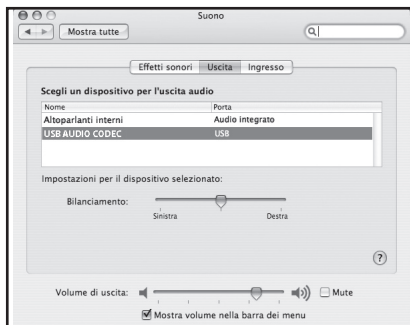 Suono
Mostra tutte
Effetti sonori Uscita Ingresso
Scegli un dispositivo per l'uscita audio
Nome Porta
Altoparlanti interni Audio integrato
USB AUDIO CODEC USB
Impostazioni per il dispositivo selezionato:
Bilanciamento:
Sinistra Destra
?
Volume di uscita: Mute
Mostra volume nella barra dei menu